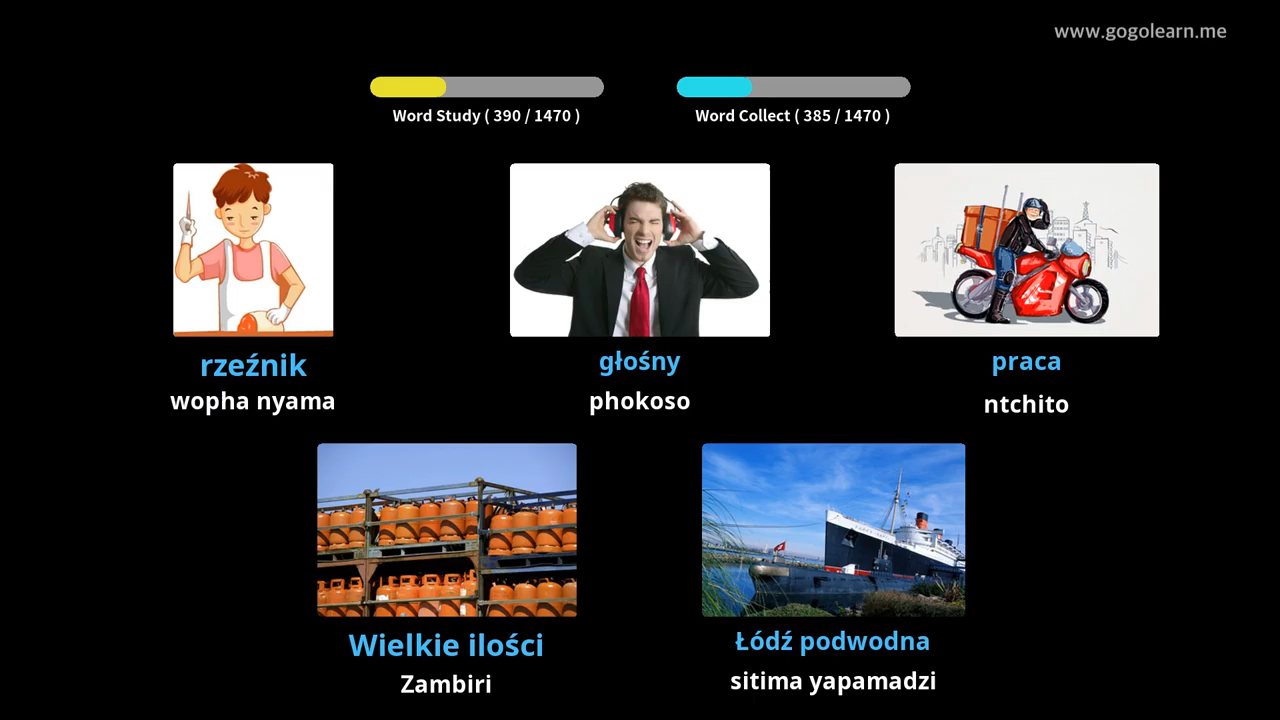 www.gogolearn.me
Word Study ( 390 / 1470 )
Word Collect ( 385 / 1470 )
rzeźnik
wopha nyama
głośny
phokoso
praca
ntchito
Wielkie ilości
Zambiri
Łódź podwodna
sitima yapamadzi